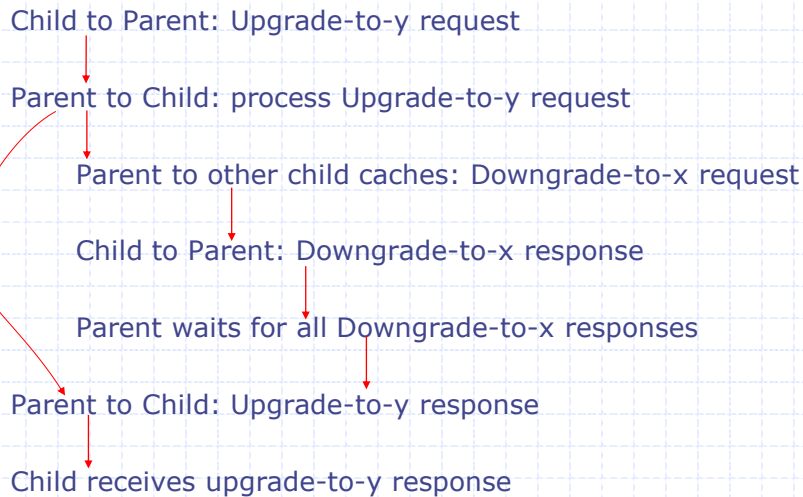 Child to Parent: Upgrade-to-y request
Parent to Child: process Upgrade-to-y request
Parent to other child caches: Downgrade-to-x request
Child to Parent: Downgrade-to-x response
Parent waits for all Downgrade-to-x responses
Parent to Child: Upgrade-to-y response
Child receives upgrade-to-y response